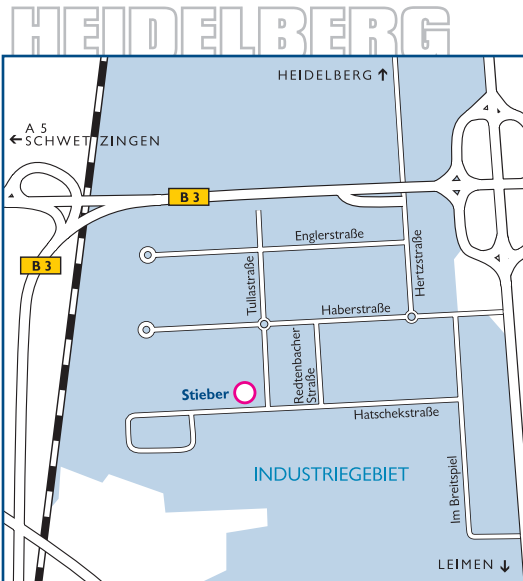 HEIDELBERG
HEIDELBERG ↑
← A 5
SCHWETZINGEN
B 3
B 3
Englerstraße
Tullastraße
Hertzstraße
Haberstraße
Redtenbacher
Straße
Stieber
Hatschekstraße
INDUSTRIEGEBIET
Im Breitspiel
LEIMEN ↓